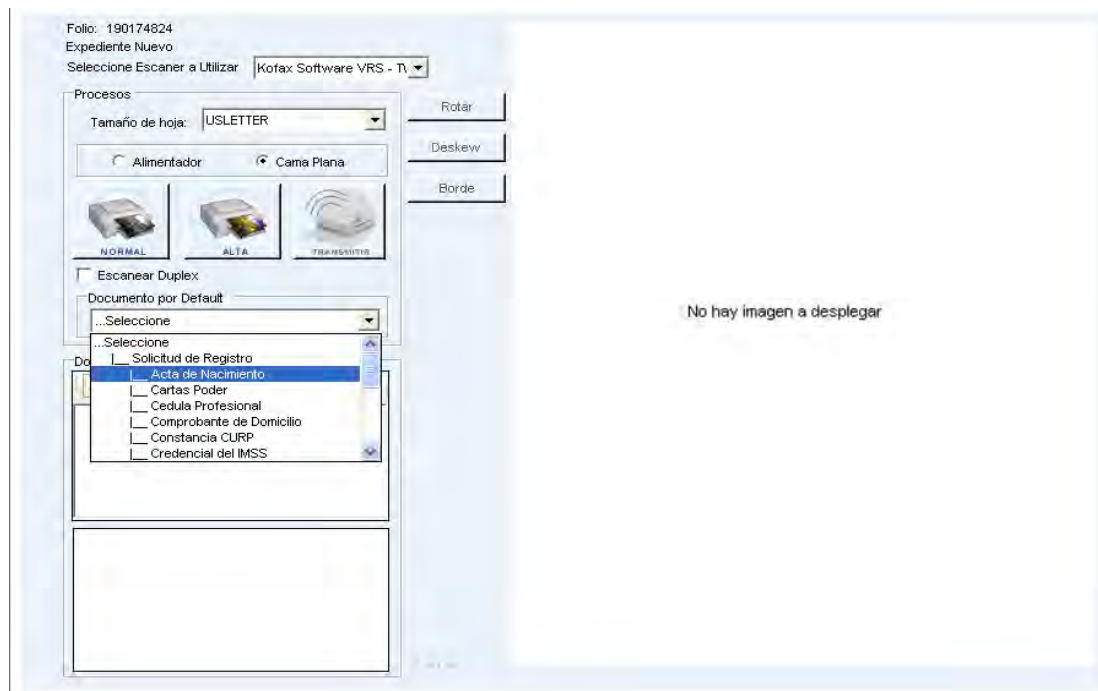 Folio: 190174824
Expediente Nuevo
Seleccione Escaner a Utilizar Kofax Software VRS - T
Procesos
Tamaño de hoja: USLETTER
Alimentador Cama Plana
NORMAL ALTA TRANSMITIR
Escanear Duplex
Documento por Default
...Seleccione
...Seleccione
|__ Solicitud de Registro
|__ Acta de Nacimiento
|__ Cartas Poder
|__ Cedula Profesional
|__ Comprobante de Domicilio
|__ Constancia CURP
|__ Credencial del IMSS
Do
Rotar
Deskew
Borde
No hay imagen a desplegar